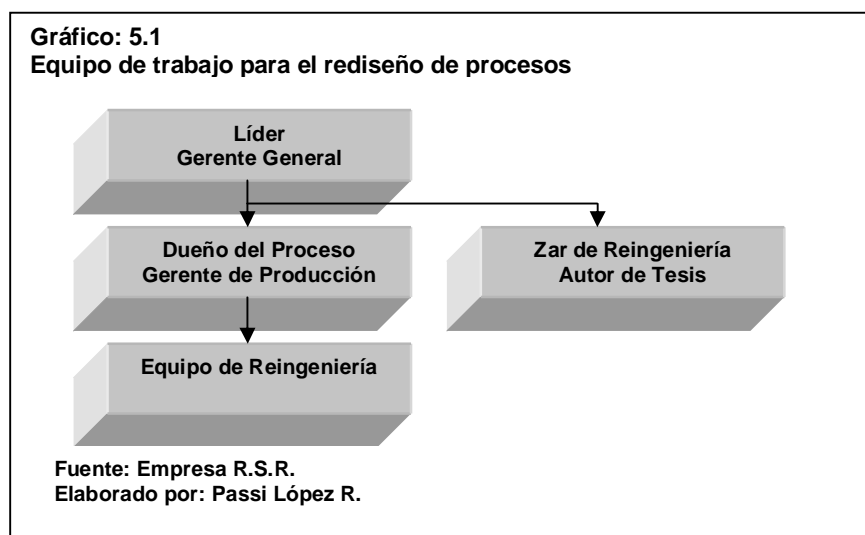 Gráfico: 5.1
Equipo de trabajo para el rediseño de procesos
Líder
Gerente General
Dueño del Proceso
Gerente de Producción
Zar de Reingeniería
Autor de Tesis
Equipo de Reingeniería
Fuente: Empresa R.S.R.
Elaborado por: Passi López R.